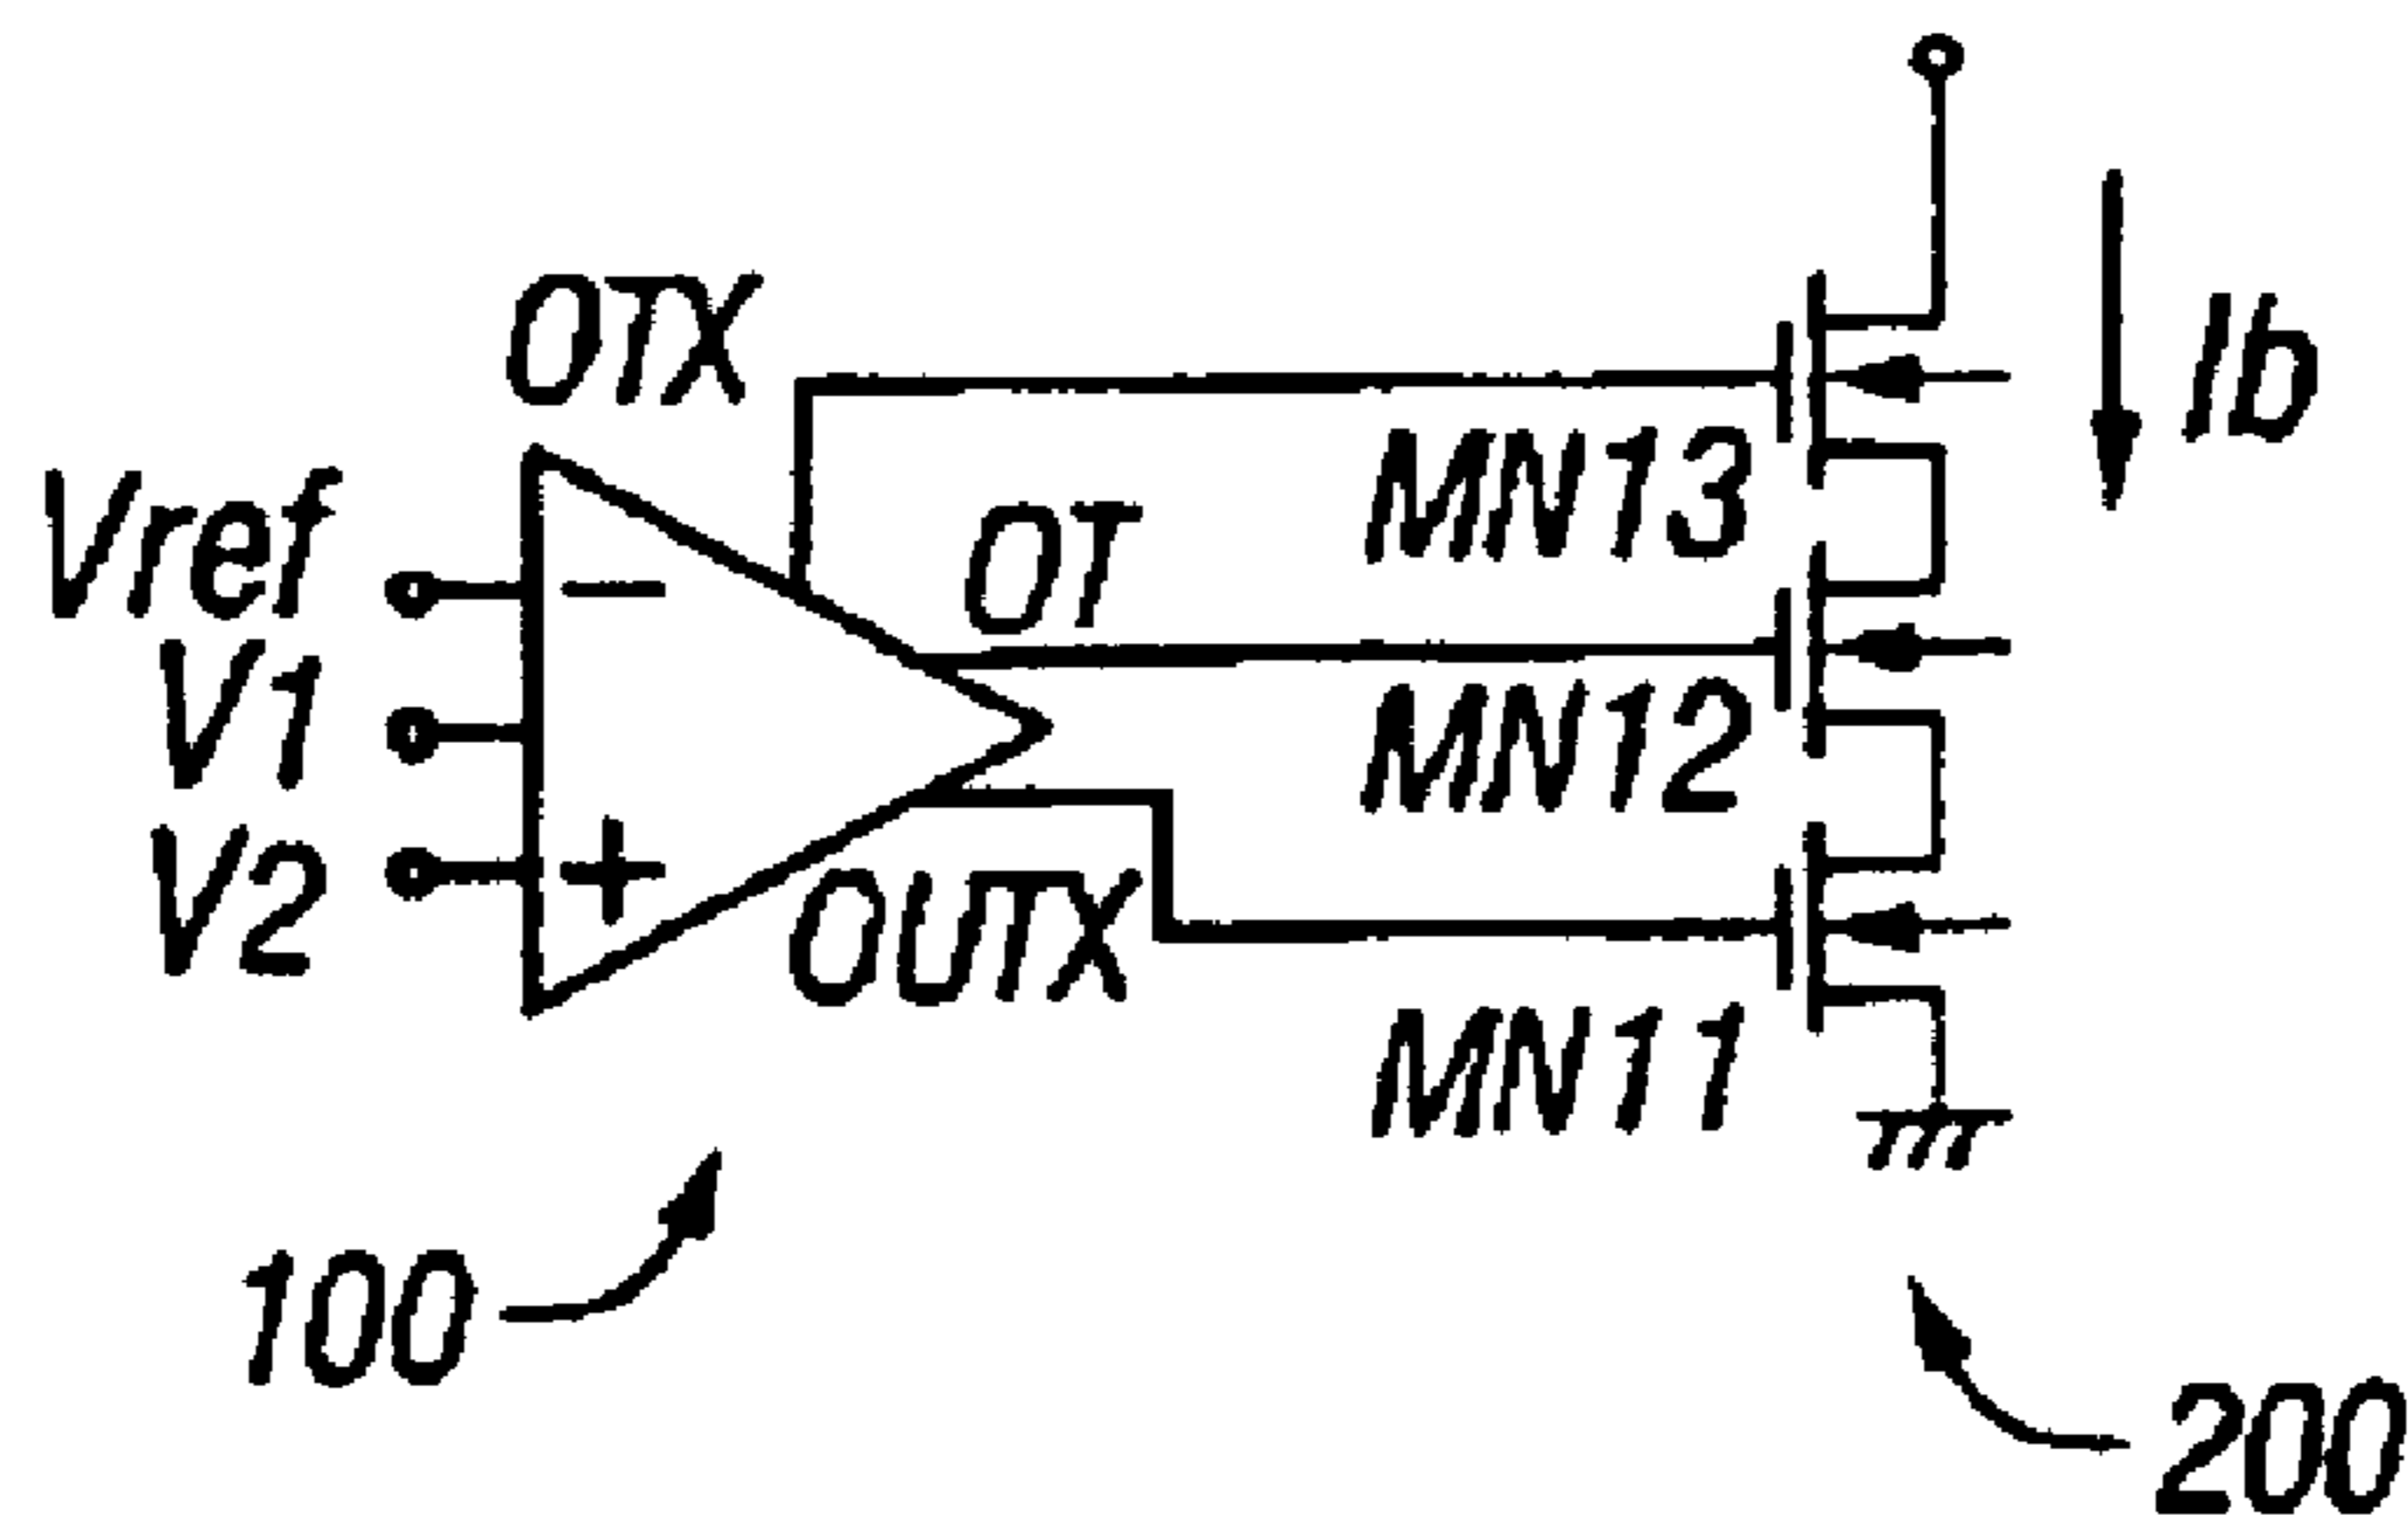 OTX
Ib
Vref
−
OT
MN13
V1
MN12
V2
+
OUTX
MN11
100
200